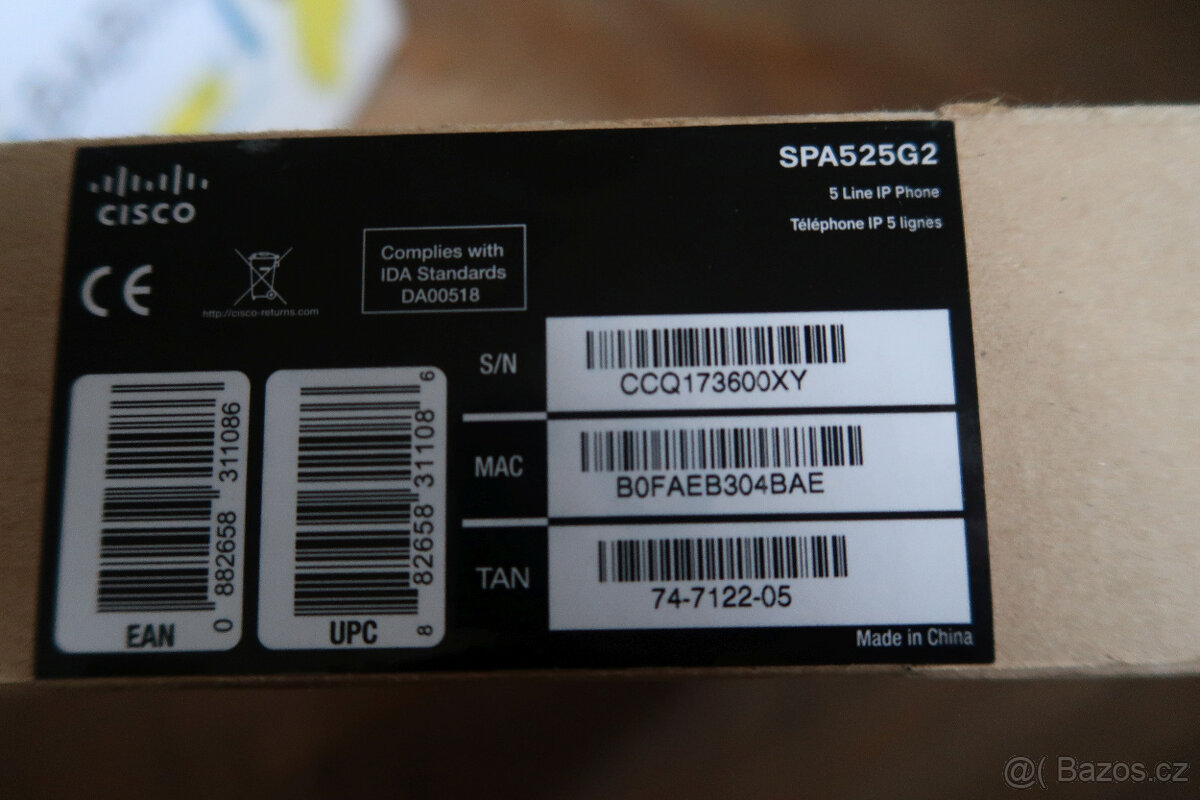 CISCO
SPA525G2
5 Line IP Phone
Téléphone IP 5 lignes
CE
http://cisco-returns.com
Complies with
IDA Standards
DA00518
S/N
CCQ173600XY
MAC
B0FAEB304BAE
TAN
74-7122-05
0 882658 311086
EAN
8 82658 31108 6
UPC
Made in China
@( Bazos.cz